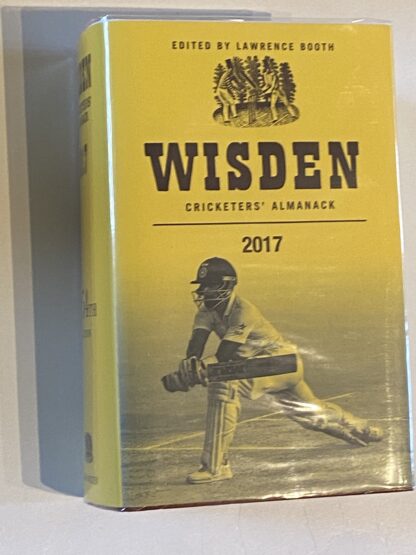 EDITED BY LAWRENCE BOOTH
WISDEN
CRICKETERS' ALMANACK
2017